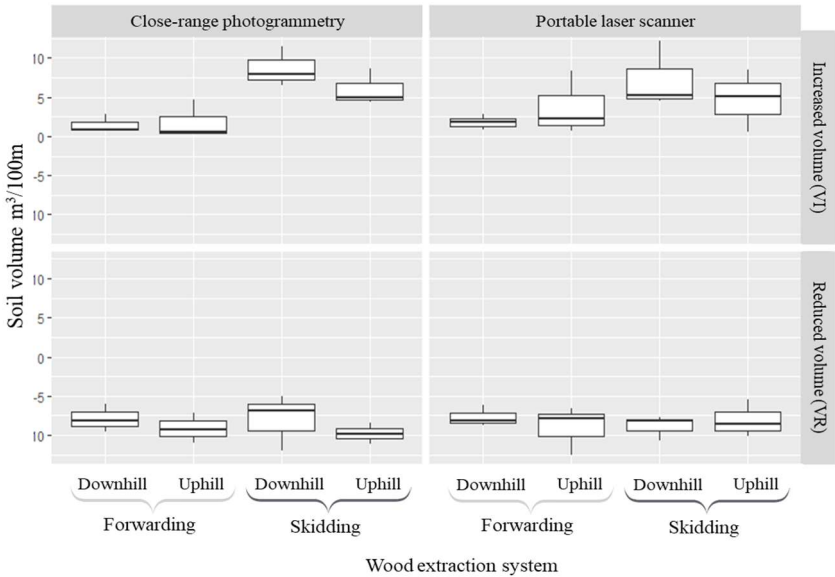 Close-range photogrammetry
Portable laser scanner
10
5
0
-5
10
Increased volume (VI)
10
5
0
-5
10
Reduced volume (VR)
Soil volume m³/100m
Downhill Uphill Downhill Uphill
Downhill Uphill Downhill Uphill
Forwarding Skidding
Forwarding Skidding
Wood extraction system